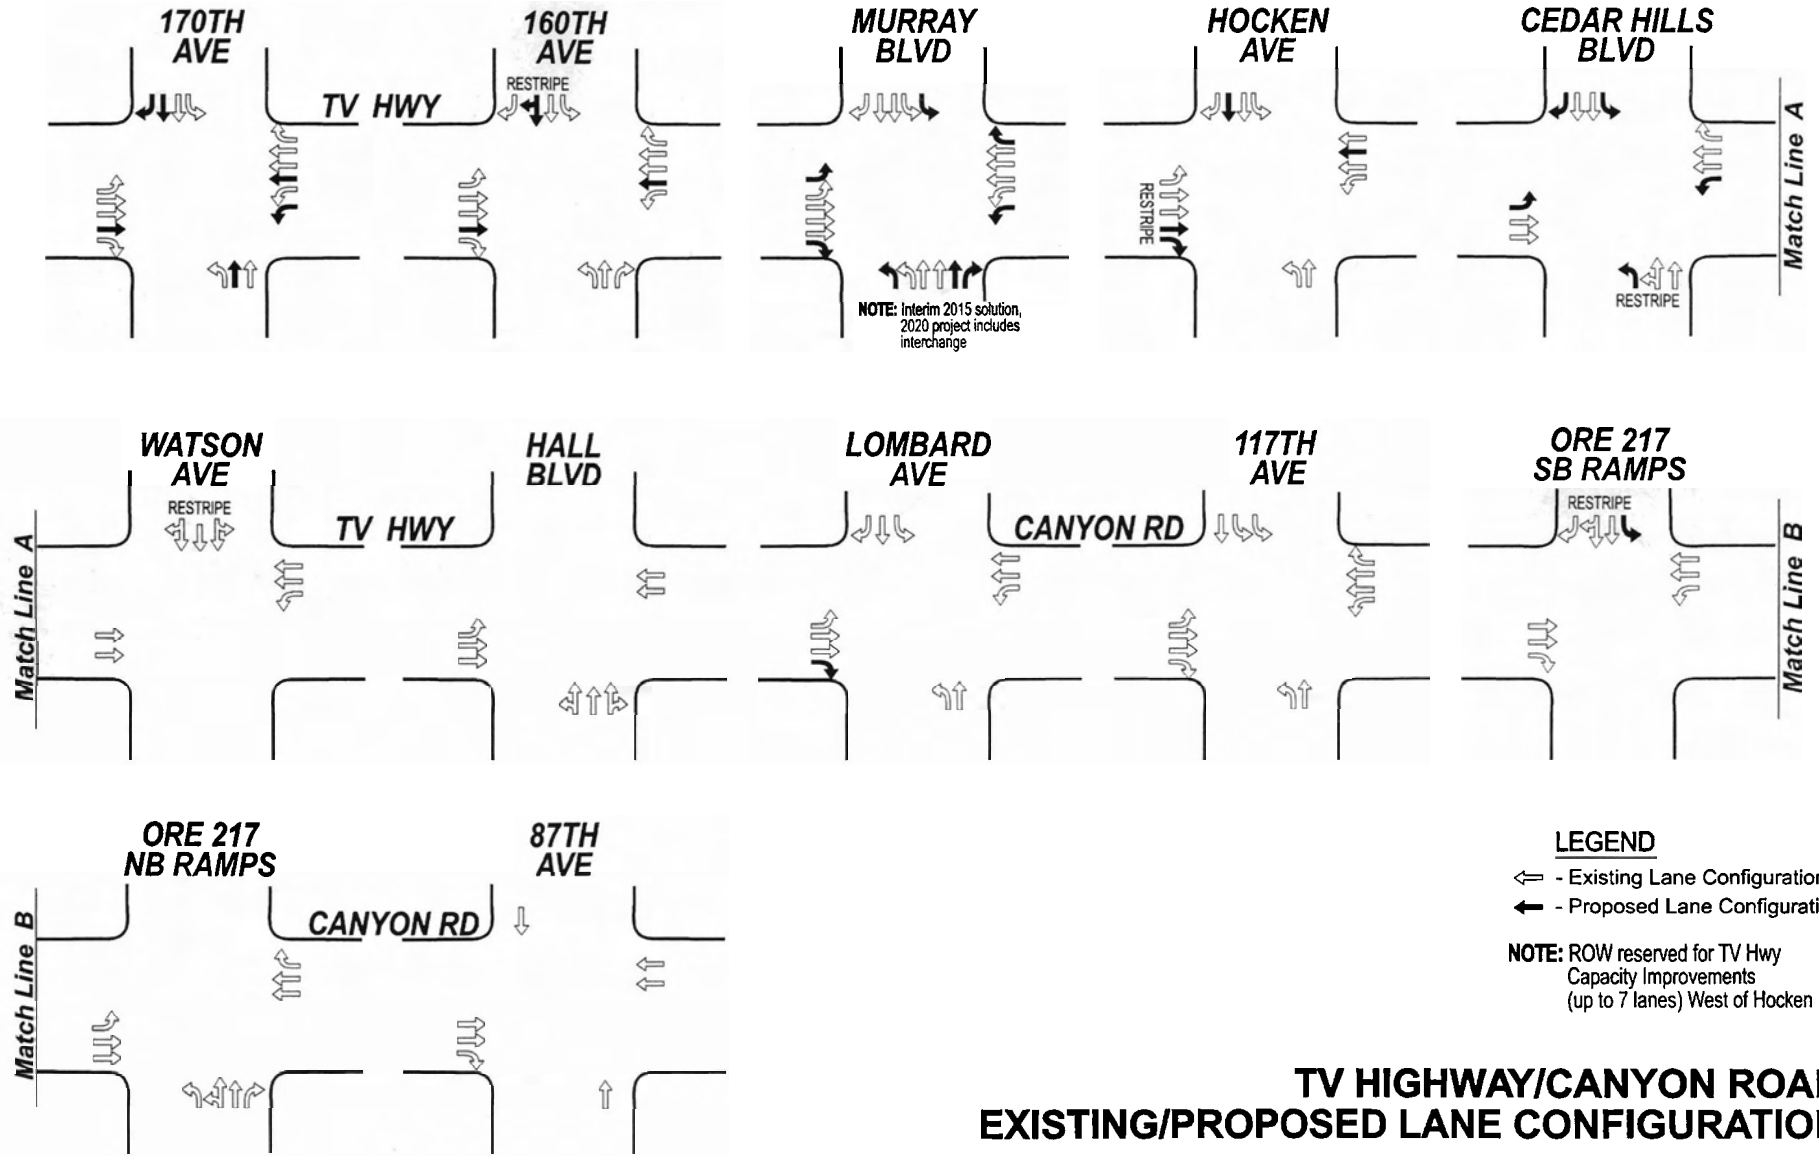 170TH
AVE
160TH
AVE
MURRAY
BLVD
HOCKEN
AVE
CEDAR HILLS
BLVD
RESTRIPE
TV HWY
RESTRIPE
Match Line A
RESTRIPE
NOTE: Interim 2015 solution,
2020 project includes
interchange
WATSON
AVE
HALL
BLVD
LOMBARD
AVE
117TH
AVE
ORE 217
SB RAMPS
RESTRIPE
RESTRIPE
TV HWY
CANYON RD
Match Line A
Match Line B
ORE 217
NB RAMPS
87TH
AVE
CANYON RD
Match Line B
LEGEND
- Existing Lane Configuration
- Proposed Lane Configurati
NOTE: ROW reserved for TV Hwy
Capacity Improvements
(up to 7 lanes) West of Hocken
TV HIGHWAY/CANYON ROA
EXISTING/PROPOSED LANE CONFIGURATIO